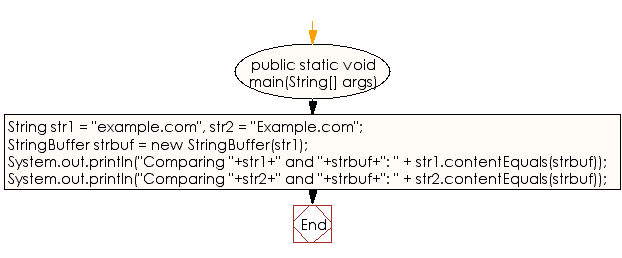 public static void
main(String[] args)
String str1 = "example.com", str2 = "Example.com";
StringBuffer strbuf = new StringBuffer(str1);
System.out.println("Comparing "+str1+" and "+strbuf+": " + str1.contentEquals(strbuf));
System.out.println("Comparing "+str2+" and "+strbuf+": " + str2.contentEquals(strbuf));
End